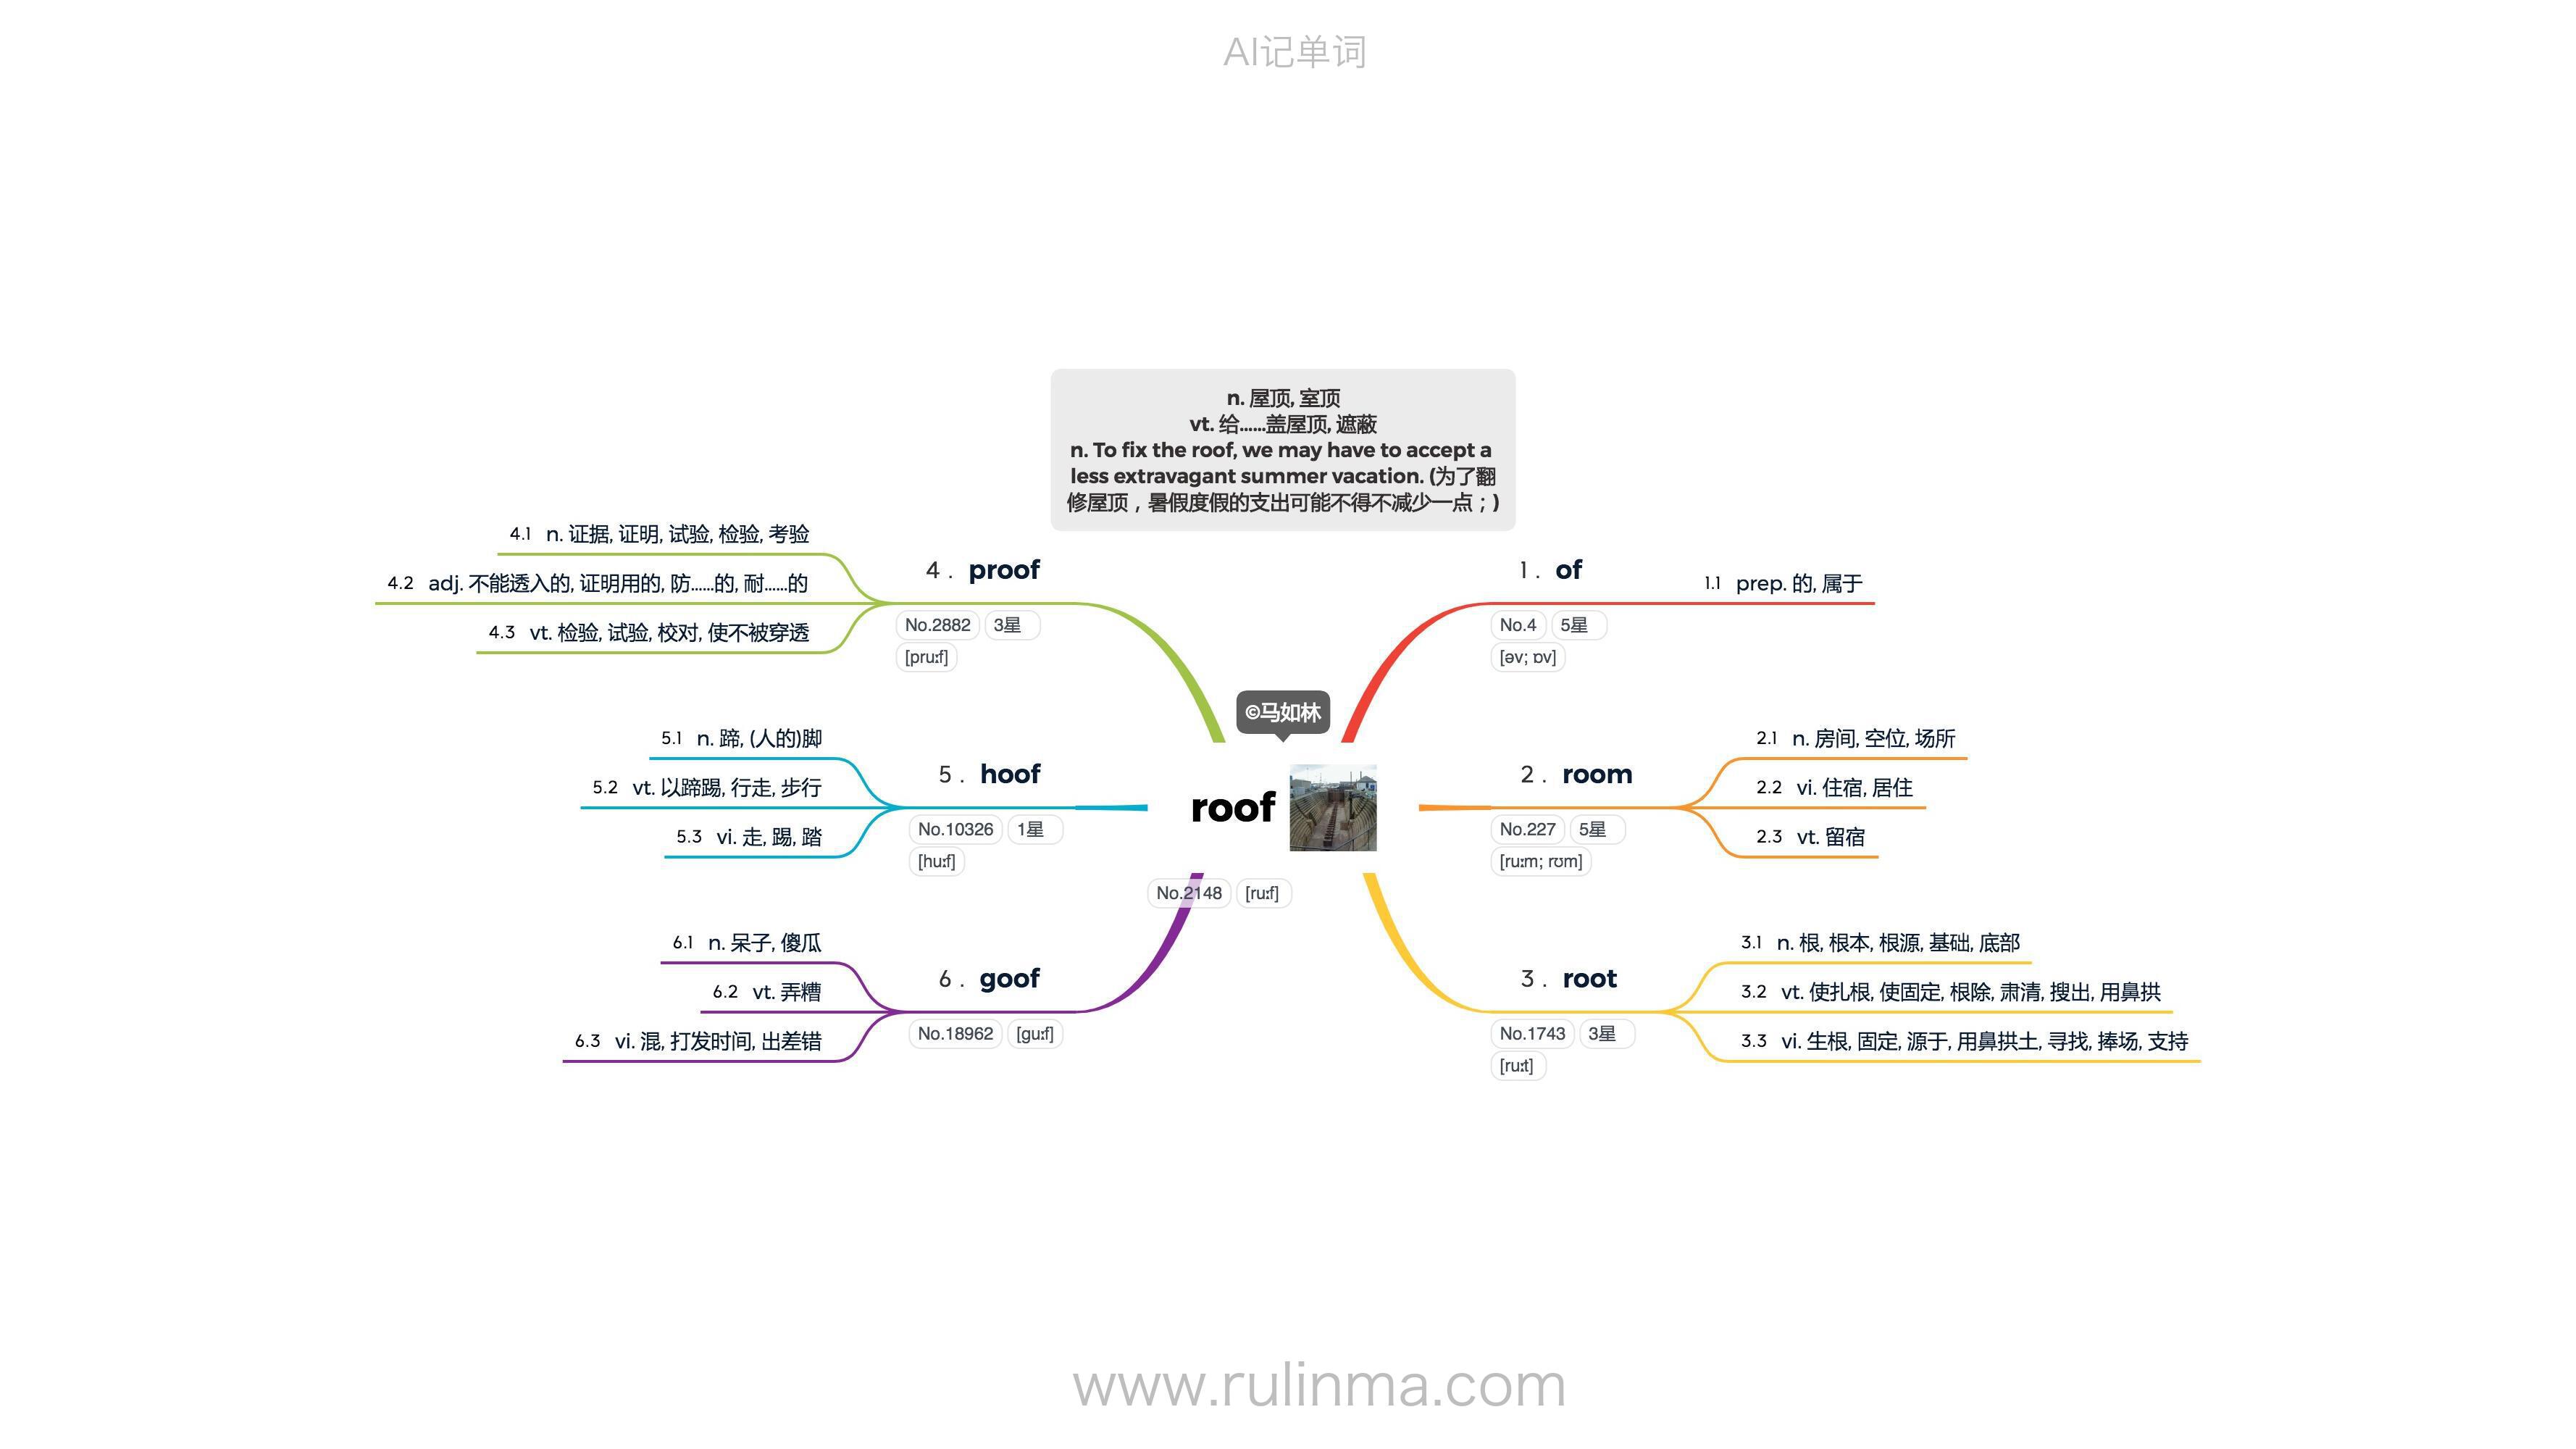 AI记单词
n. 屋顶, 室顶
vt. 给......盖屋顶, 遮蔽
n. To fix the roof, we may have to accept a
less extravagant summer vacation. (为了翻
修屋顶，暑假度假的支出可能不得不减少一点；)
©马如林
roof
No.2148 [ruːf]
1. of
No.4 5星
[əv; ɒv]
1.1 prep. 的, 属于
2. room
No.227 5星
[ruːm; rʊm]
2.1 n. 房间, 空位, 场所
2.2 vi. 住宿, 居住
2.3 vt. 留宿
3. root
No.1743 3星
[ruːt]
3.1 n. 根, 根本, 根源, 基础, 底部
3.2 vt. 使扎根, 使固定, 根除, 肃清, 搜出, 用鼻拱
3.3 vi. 生根, 固定, 源于, 用鼻拱土, 寻找, 捧场, 支持
4. proof
No.2882 3星
[pruːf]
4.1 n. 证据, 证明, 试验, 检验, 考验
4.2 adj. 不能透入的, 证明用的, 防......的, 耐......的
4.3 vt. 检验, 试验, 校对, 使不被穿透
5. hoof
No.10326 1星
[huːf]
5.1 n. 蹄, (人的)脚
5.2 vt. 以蹄踢, 行走, 步行
5.3 vi. 走, 踢, 踏
6. goof
No.18962 [guːf]
6.1 n. 呆子, 傻瓜
6.2 vt. 弄糟
6.3 vi. 混, 打发时间, 出差错
www.rulinma.com